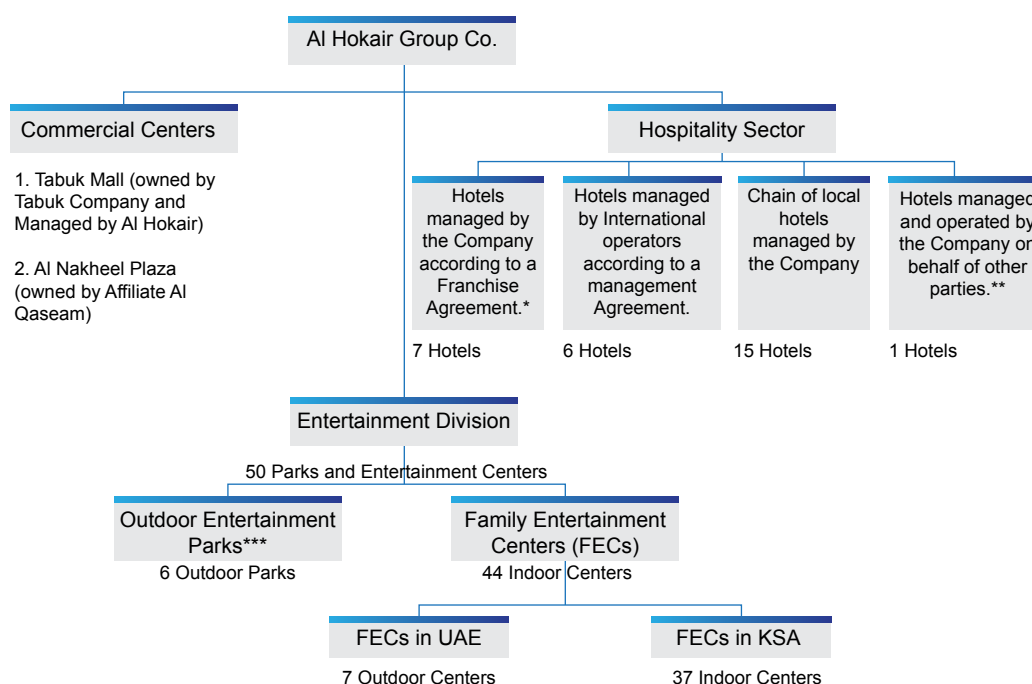 Al Hokair Group Co.
Commercial Centers
1. Tabuk Mall (owned by
Tabuk Company and
Managed by Al Hokair)
2. Al Nakheel Plaza
(owned by Affiliate Al
Qaseam)
Hospitality Sector
Hotels
managed by
the Company
according to a
Franchise
Agreement.*
7 Hotels
Hotels managed
by International
operators
according to a
management
Agreement.
6 Hotels
Chain of local
hotels
managed by
the Company
15 Hotels
Hotels managed
and operated by
the Company on
behalf of other
parties.**
1 Hotels
Entertainment Division
50 Parks and Entertainment Centers
Outdoor Entertainment
Parks***
6 Outdoor Parks
Family Entertainment
Centers (FECs)
44 Indoor Centers
FECs in UAE
7 Outdoor Centers
FECs in KSA
37 Indoor Centers